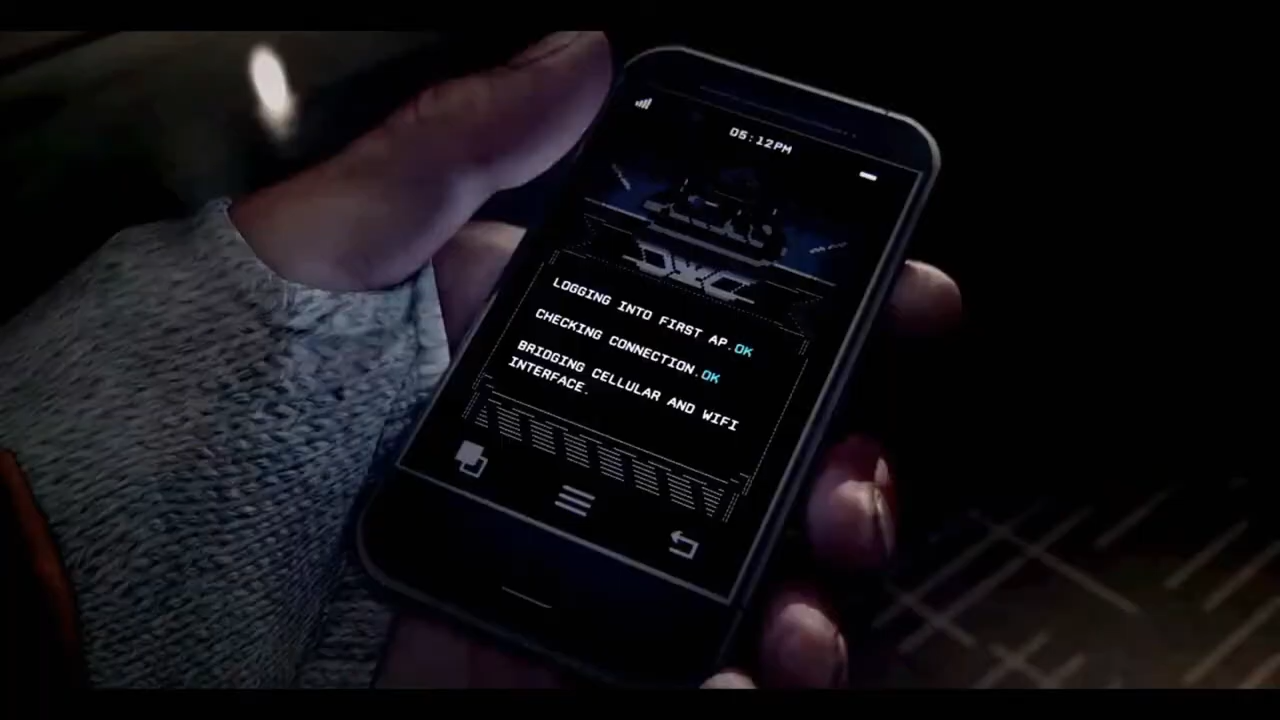 05:12PM
LOGGING INTO FIRST AP.OK
CHECKING CONNECTION.OK
BRIDGING CELLULAR AND WIFI
INTERFACE.